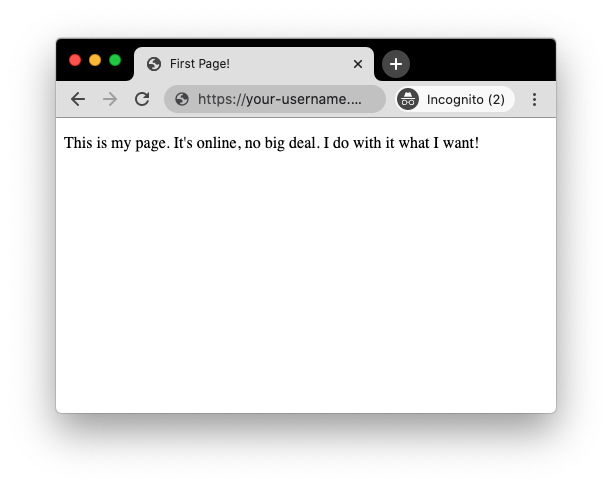 First Page!
https://your-username....
Incognito (2)
This is my page. It's online, no big deal. I do with it what I want!